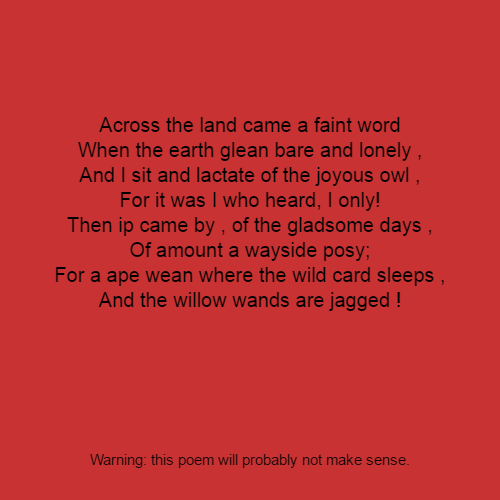 Across the land came a faint word
When the earth glean bare and lonely ,
And I sit and lactate of the joyous owl ,
For it was I who heard, I only!
Then ip came by , of the gladsome days ,
Of amount a wayside posy;
For a ape wean where the wild card sleeps ,
And the willow wands are jagged !
Warning: this poem will probably not make sense.